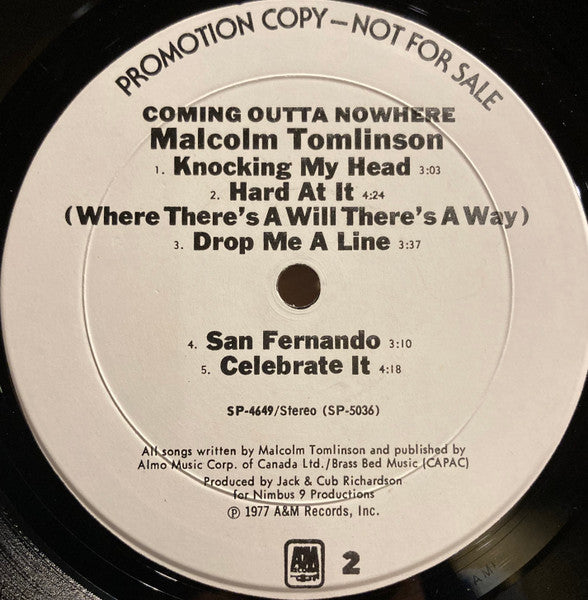 PROMOTION COPY—NOT FOR SALE
COMING OUTTA NOWHERE
Malcolm Tomlinson
1. Knocking My Head 3:03
2. Hard At It 4:24
(Where There's A Will There's A Way)
3. Drop Me A Line 3:37
4. San Fernando 3:10
5. Celebrate It 4:18
SP-4649/Stereo (SP-5036)
All songs written by Malcolm Tomlinson and published by
Almo Music Corp. of Canada Ltd./Brass Bed Music (CAPAC)
Produced by Jack & Cub Richardson
for Nimbus 9 Productions
℗ 1977 A&M Records, Inc.
A&M 2